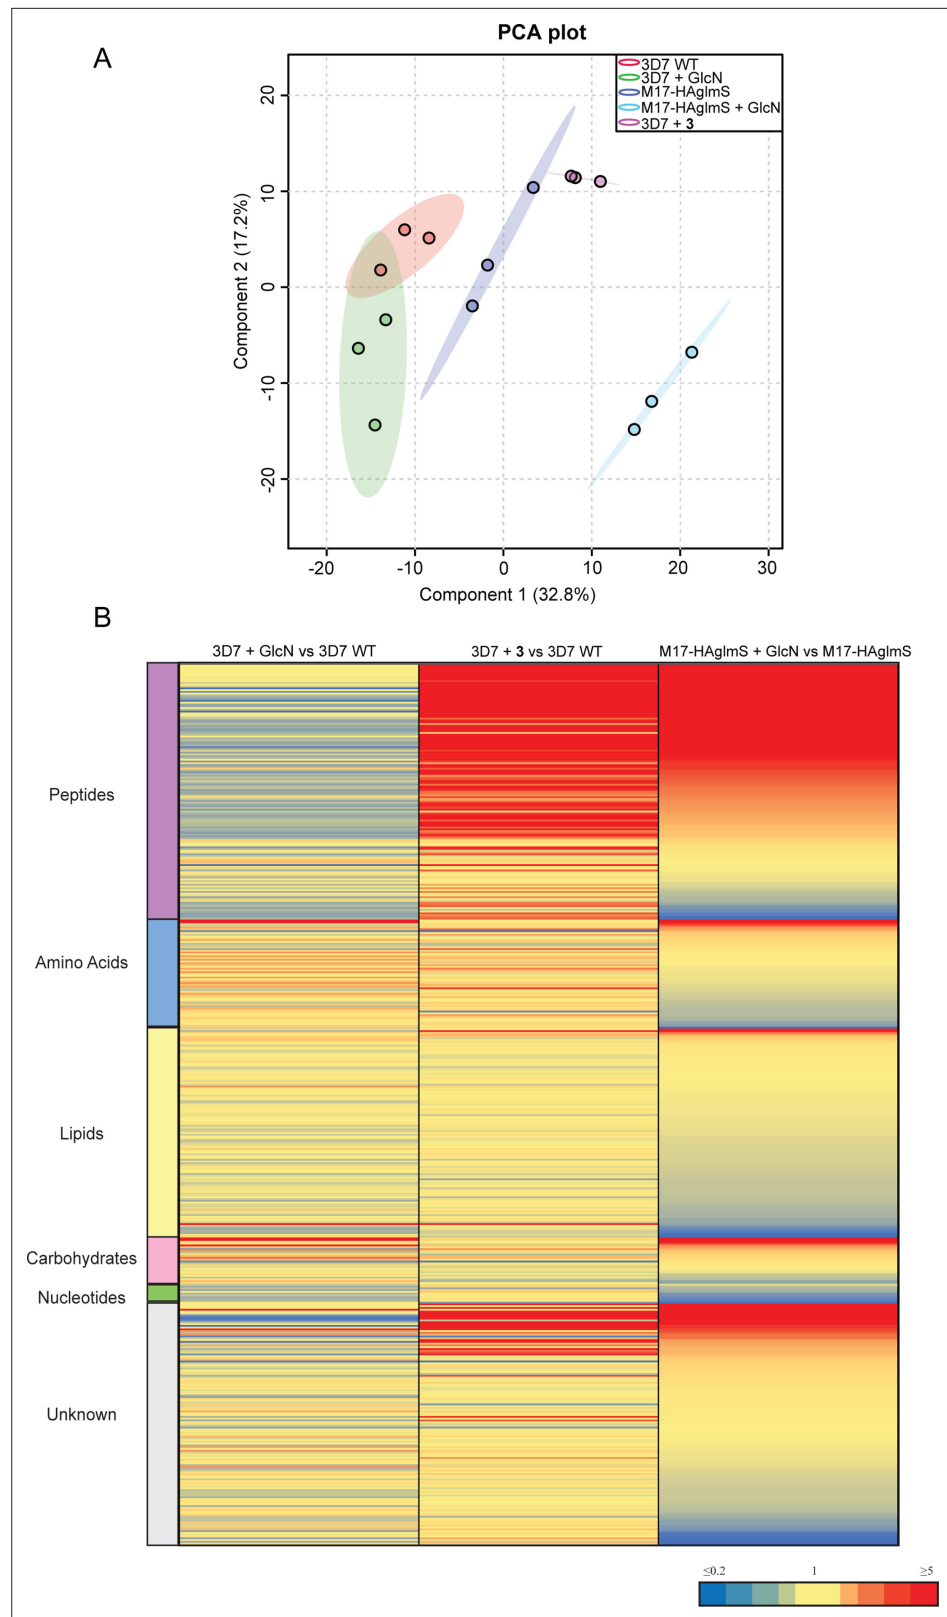 A
PCA plot
3D7 WT
3D7 + GlcN
M17-HAglmS
M17-HAglmS + GlcN
3D7 + 3
20
10
0
-10
-20
Component 2 (17.2%)
-20 -10 0 10 20 30
Component 1 (32.8%)
B
3D7 + GlcN vs 3D7 WT 3D7 + 3 vs 3D7 WT M17-HAglmS + GlcN vs M17-HAglmS
Peptides
Amino Acids
Lipids
Carbohydrates
Nucleotides
Unknown
≤0.2 1 ≥5